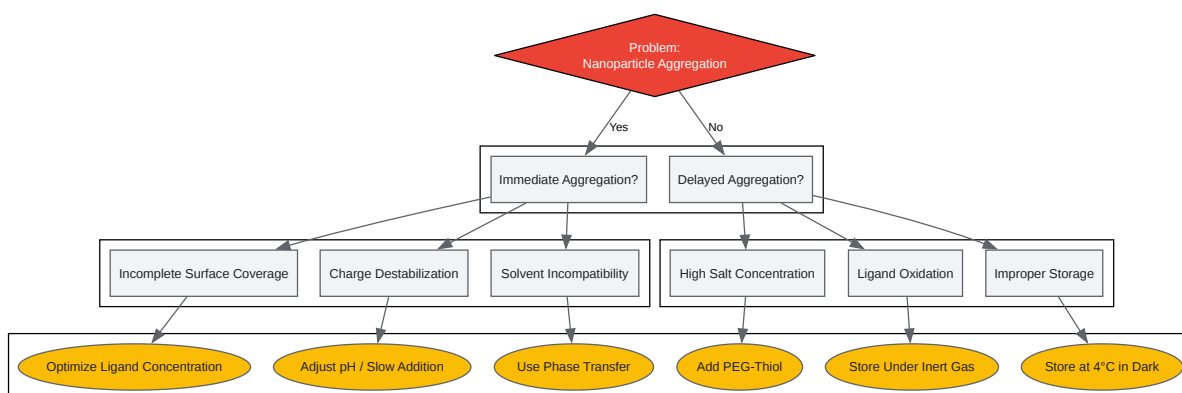 Problem:
Nanoparticle Aggregation
Yes
No
Immediate Aggregation?
Delayed Aggregation?
Incomplete Surface Coverage
Charge Destabilization
Solvent Incompatibility
High Salt Concentration
Ligand Oxidation
Improper Storage
Optimize Ligand Concentration
Adjust pH / Slow Addition
Use Phase Transfer
Add PEG-Thiol
Store Under Inert Gas
Store at 4°C in Dark